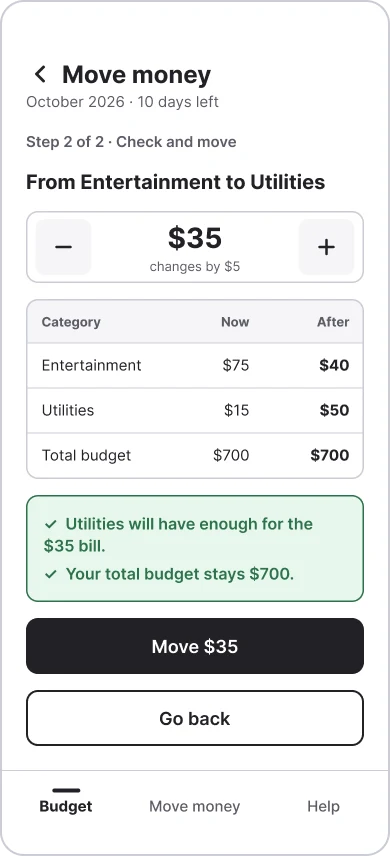 Move money
October 2026 · 10 days left
Step 2 of 2 · Check and move
From Entertainment to Utilities
− $35 +
changes by $5
Category Now After
Entertainment $75 $40
Utilities $15 $50
Total budget $700 $700
✓ Utilities will have enough for the
$35 bill.
✓ Your total budget stays $700.
Move $35
Go back
Budget Move money Help